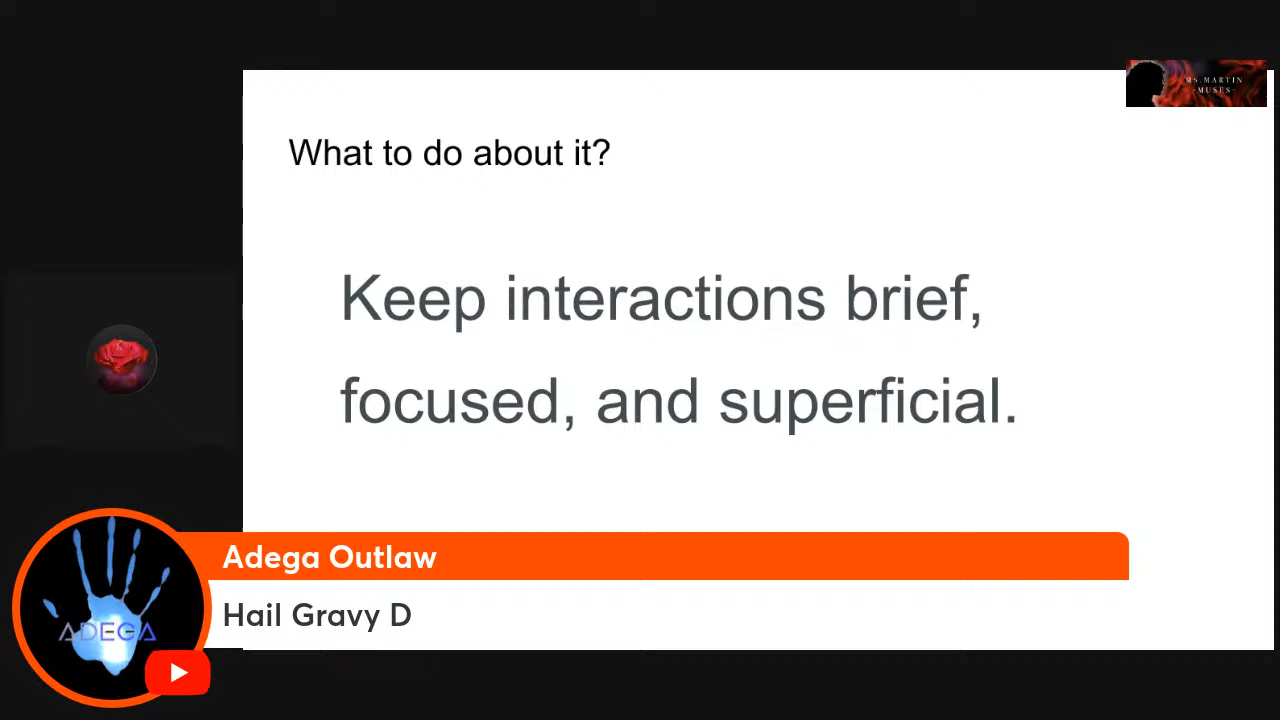 MS. MARTIN
-MUSES-
What to do about it?
Keep interactions brief,
focused, and superficial.
ADEGA
Adega Outlaw
Hail Gravy D